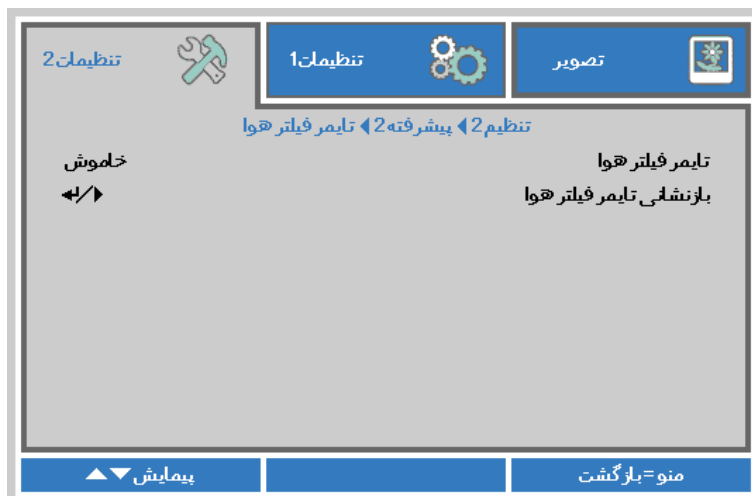 تصویر
تنظیمات1
تنظیمات2
تنظیم2 پیشرفته2 تایمر فیلتر هوا
تایمر فیلتر هوا خاموش
بازنشانی تایمر فیلتر هوا /
منو=بازگشت
پیمایش